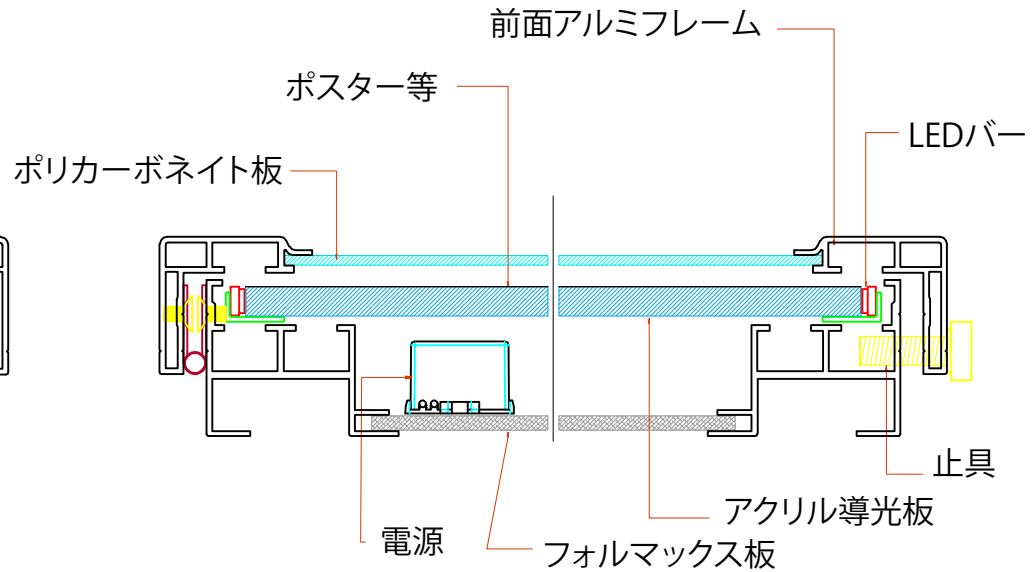 前面アルミフレーム
ポスター等
LEDバー
ポリカーボネイト板
止具
アクリル導光板
電源
フォルマックス板